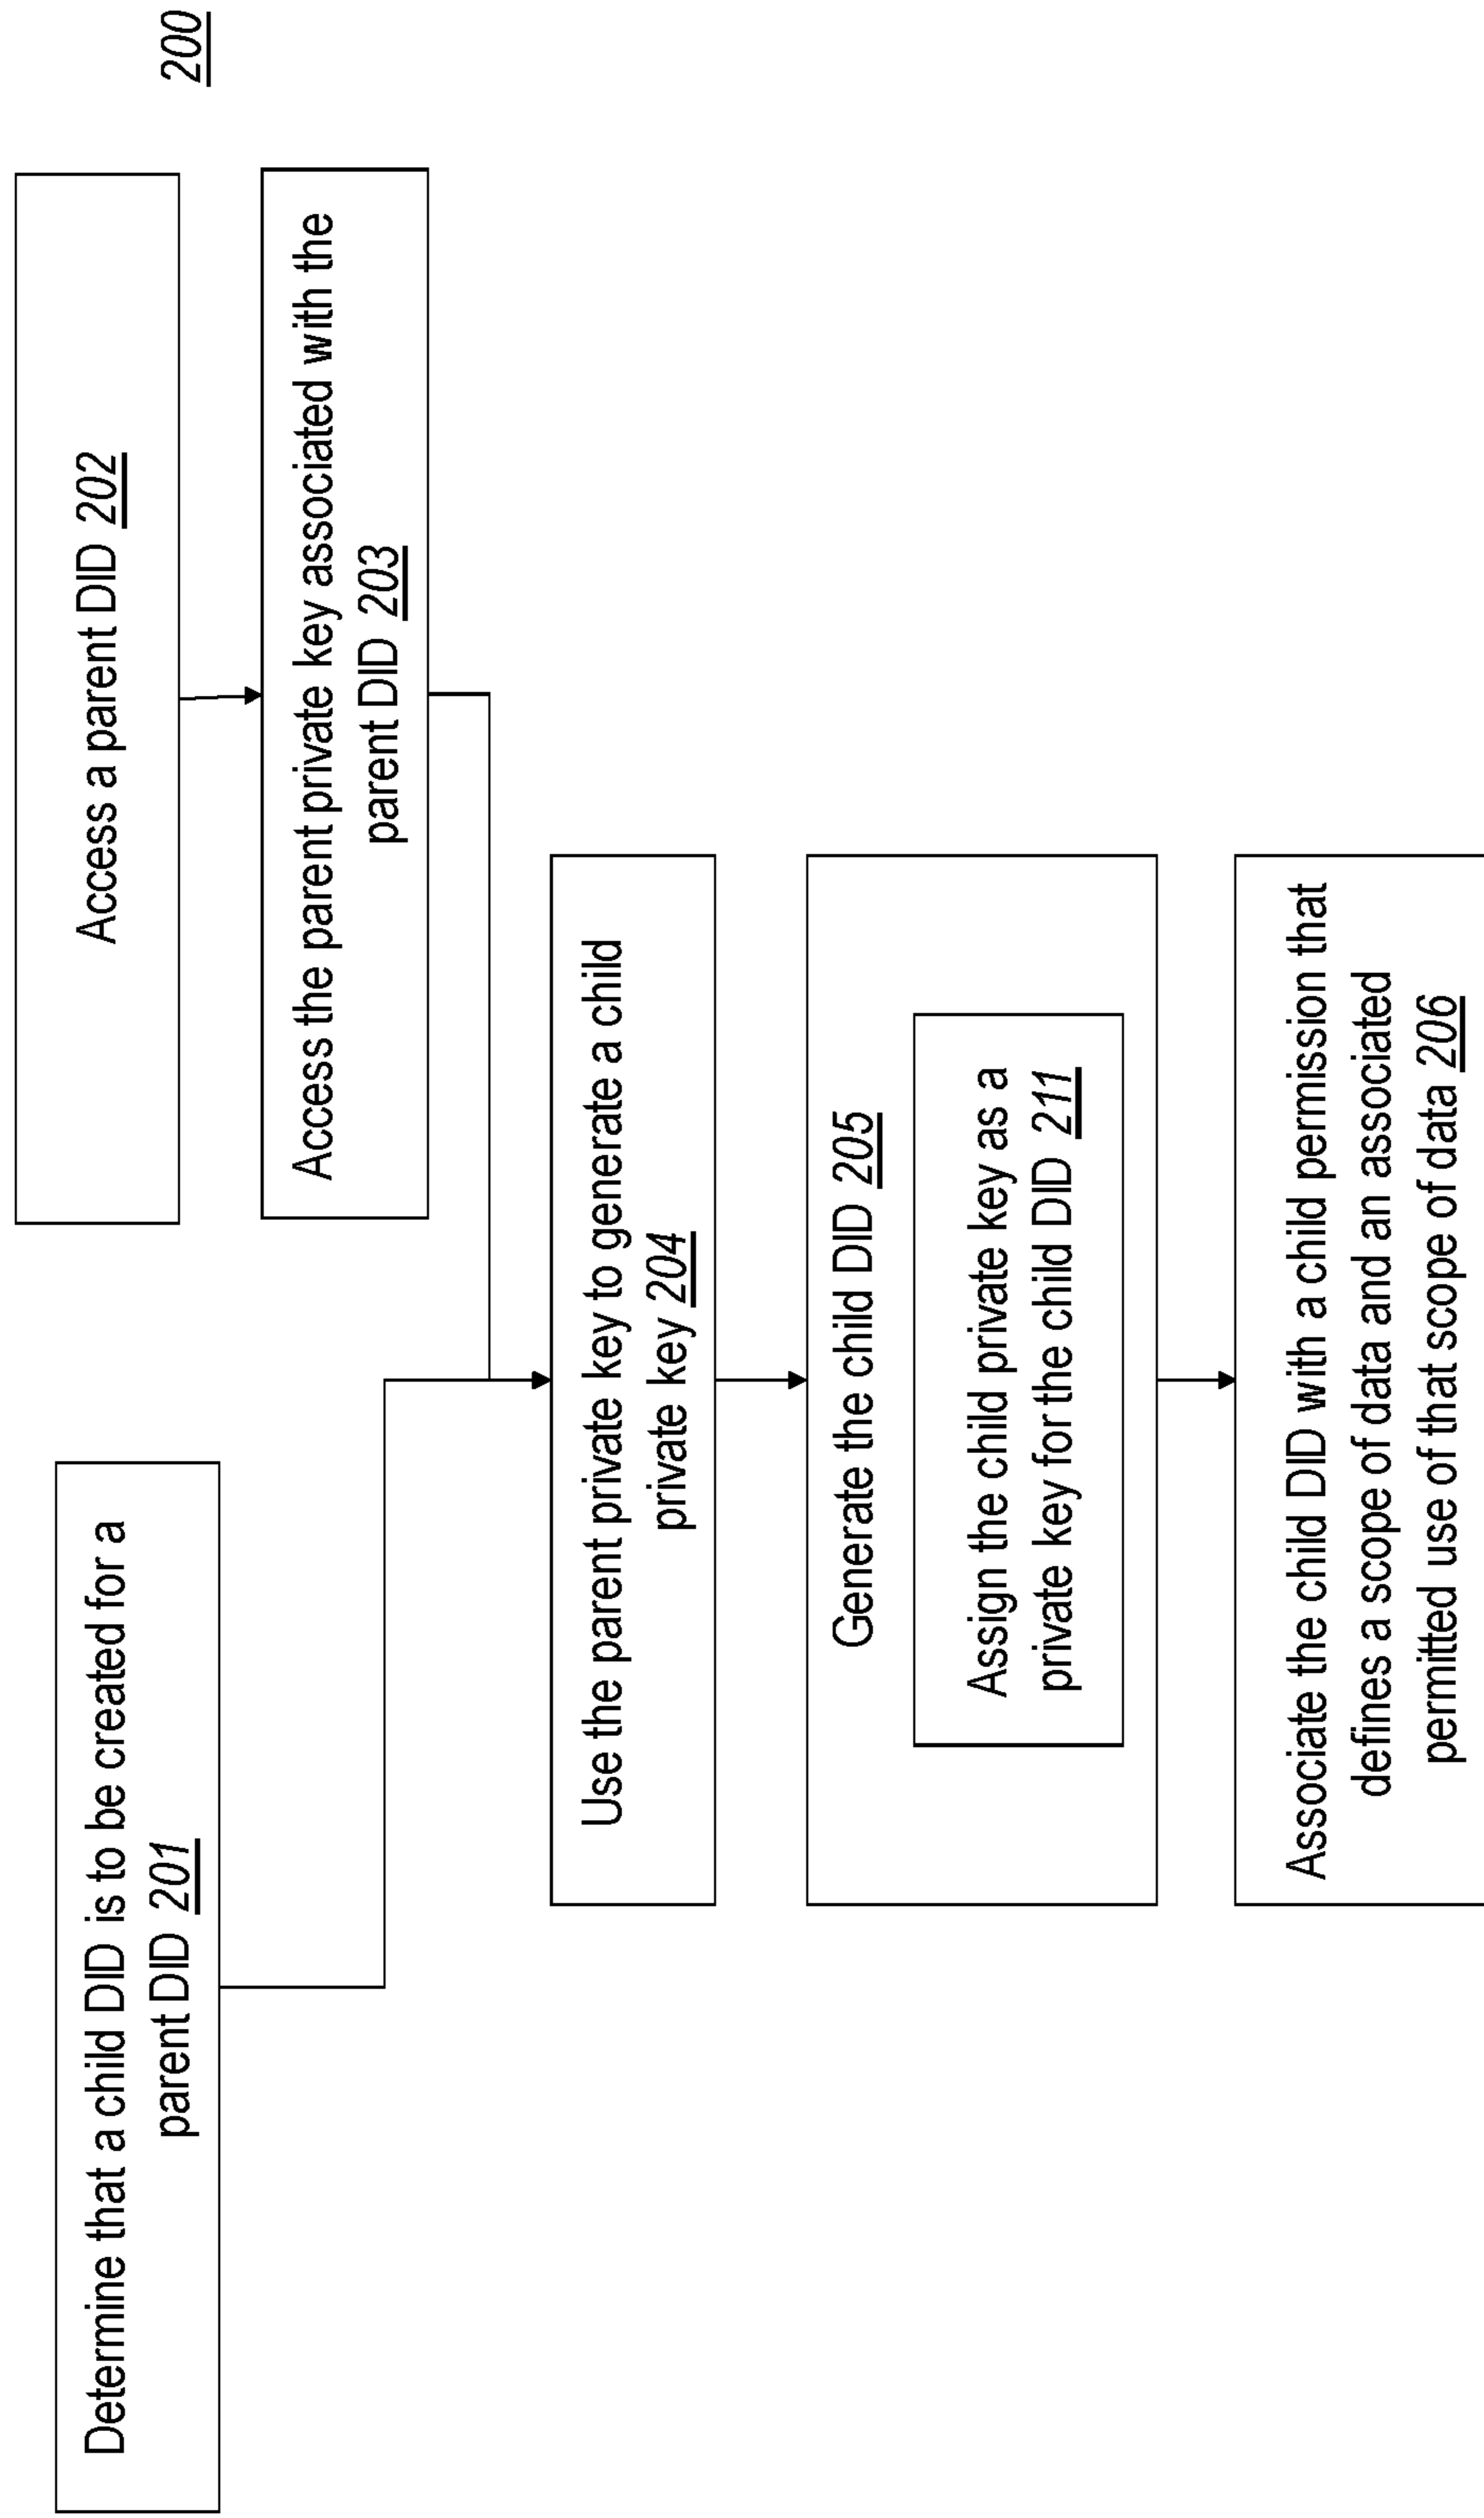 200
Determine that a child DID is to be created for a
parent DID 201
Access a parent DID 202
Access the parent private key associated with the
parent DID 203
Use the parent private key to generate a child
private key 204
Generate the child DID 205
Assign the child private key as a
private key for the child DID 211
Associate the child DID with a child permission that
defines a scope of data and an associated
permitted use of that scope of data 206